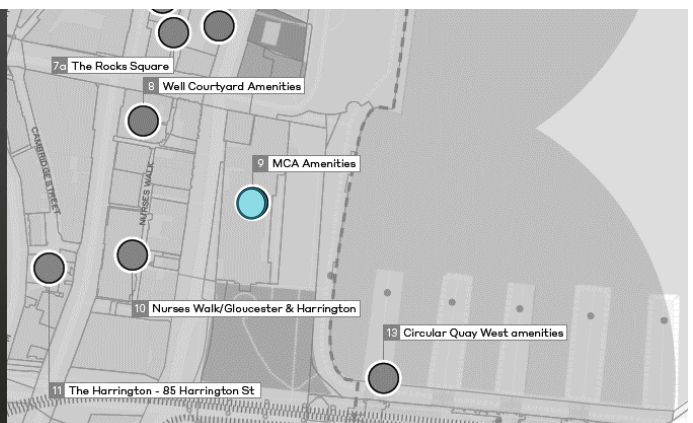 7a The Rocks Square
8 Well Courtyard Amenities
CAMBRIDGE STREET
NURSES WALK
9 MCA Amenities
10 Nurses Walk/Gloucester & Harrington
13 Circular Quay West amenities
11 The Harrington - 85 Harrington St